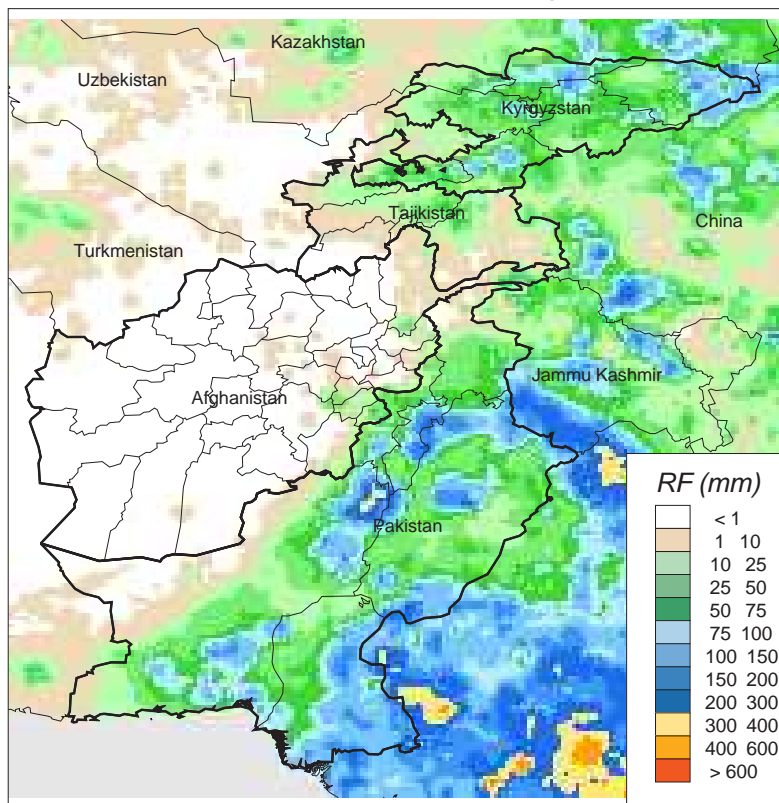 Kazakhstan
Uzbekistan
Kyrgyzstan
Tajikistan
China
Turkmenistan
Jammu Kashmir
Afghanistan
Pakistan
RF (mm)
< 1
1 10
10 25
25 50
50 75
75 100
100 150
150 200
200 300
300 400
400 600
> 600